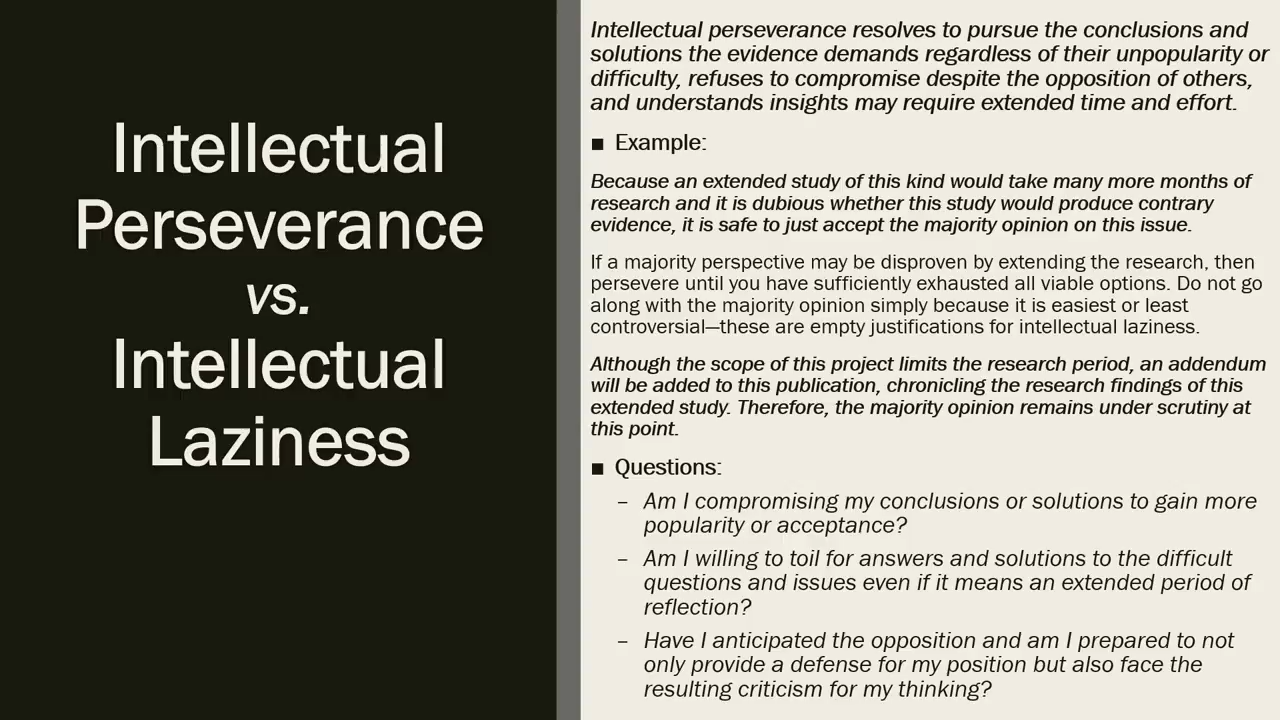 Intellectual
Perseverance
vs.
Intellectual
Laziness
Intellectual perseverance resolves to pursue the conclusions and
solutions the evidence demands regardless of their unpopularity or
difficulty, refuses to compromise despite the opposition of others,
and understands insights may require extended time and effort.
■ Example:
Because an extended study of this kind would take many more months of
research and it is dubious whether this study would produce contrary
evidence, it is safe to just accept the majority opinion on this issue.
If a majority perspective may be disproven by extending the research, then
persevere until you have sufficiently exhausted all viable options. Do not go
along with the majority opinion simply because it is easiest or least
controversial—these are empty justifications for intellectual laziness.
Although the scope of this project limits the research period, an addendum
will be added to this publication, chronicling the research findings of this
extended study. Therefore, the majority opinion remains under scrutiny at
this point.
■ Questions:
– Am I compromising my conclusions or solutions to gain more
popularity or acceptance?
– Am I willing to toil for answers and solutions to the difficult
questions and issues even if it means an extended period of
reflection?
– Have I anticipated the opposition and am I prepared to not
only provide a defense for my position but also face the
resulting criticism for my thinking?